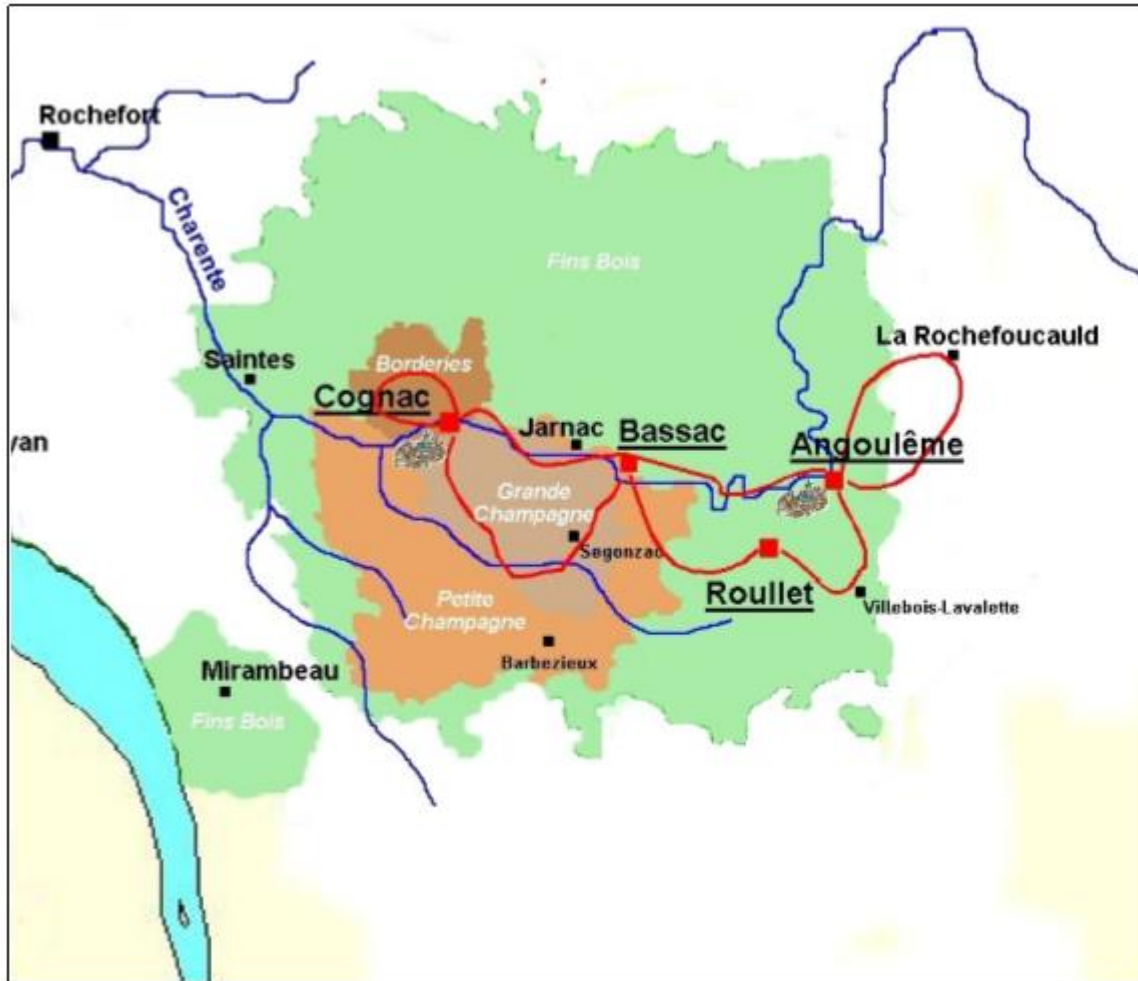 Rochefort
Charente
Fins Bois
La Rochefoucauld
Saintes
Borderies
Cognac
Jarnac
Bassac
Angoulême
yan
Grande
Champagne
Segonzac
Petite
Champagne
Roullet
Villebois-Lavalette
Barbezieux
Mirambeau
Fins Bois